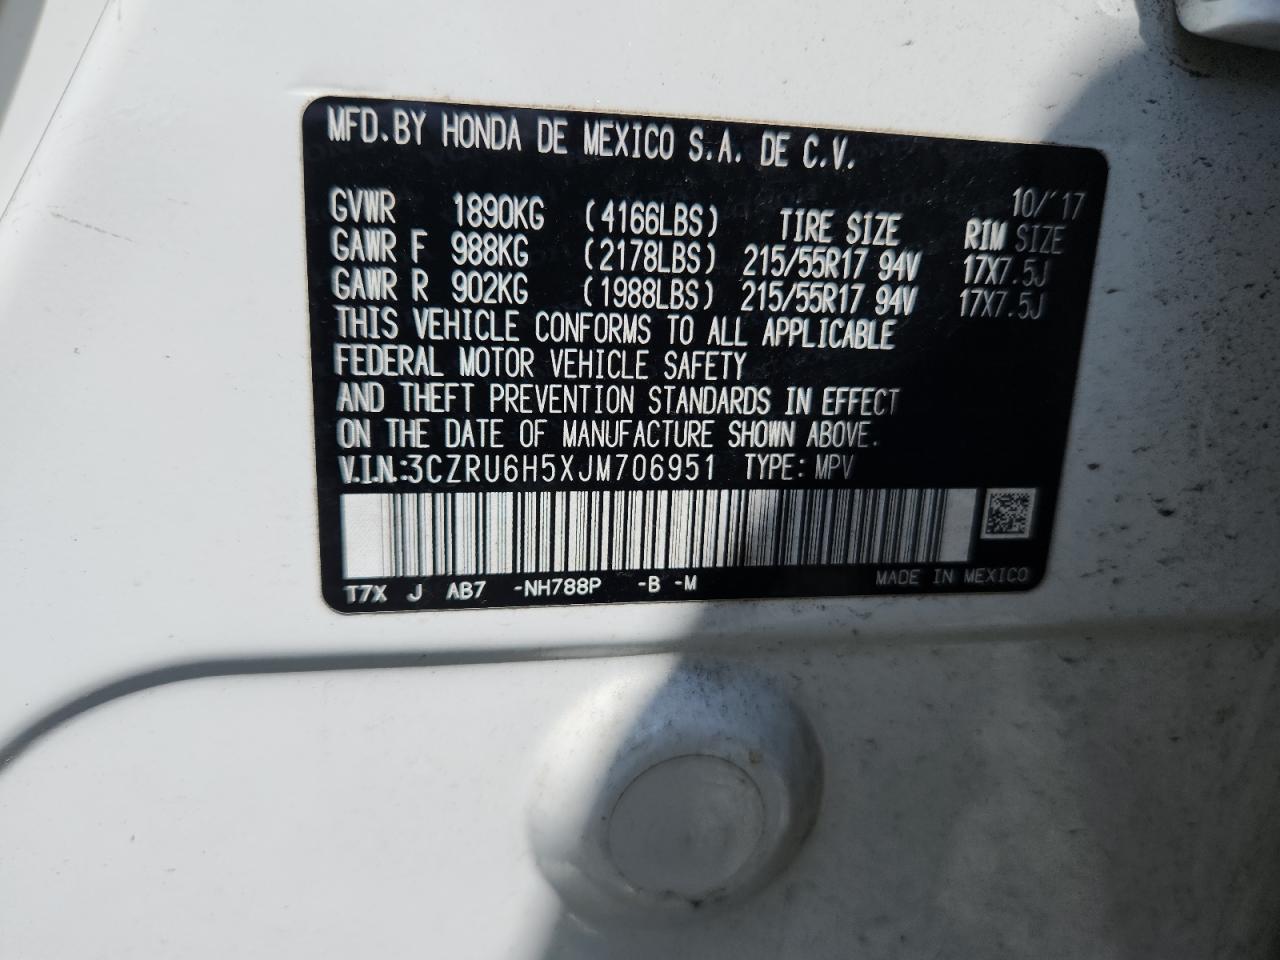 MFD.BY HONDA DE MEXICO S.A. DE C.V.
10/'17
GVWR 1890KG (4166LBS) TIRE SIZE RIM SIZE
GAWR F 988KG (2178LBS) 215/55R17 94V 17X7.5J
GAWR R 902KG (1988LBS) 215/55R17 94V 17X7.5J
THIS VEHICLE CONFORMS TO ALL APPLICABLE
FEDERAL MOTOR VEHICLE SAFETY
AND THEFT PREVENTION STANDARDS IN EFFECT
ON THE DATE OF MANUFACTURE SHOWN ABOVE.
V.I.N.:3CZRU6H5XJM706951 TYPE: MPV
T7X J AB7 -NH788P -B -M MADE IN MEXICO